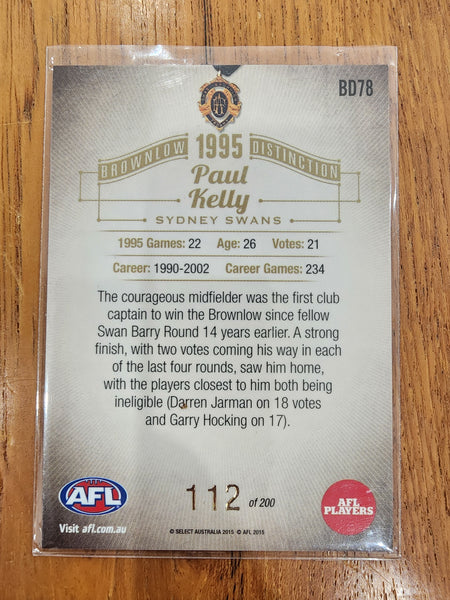 BD78
BROWNLOW 1995 DISTINCTION
Paul
Kelly
SYDNEY SWANS
1995 Games: 22 Age: 26 Votes: 21
Career: 1990-2002 Career Games: 234
The courageous midfielder was the first club
captain to win the Brownlow since fellow
Swan Barry Round 14 years earlier. A strong
finish, with two votes coming his way in each
of the last four rounds, saw him home,
with the players closest to him both being
ineligible (Darren Jarman on 18 votes
and Garry Hocking on 17).
AFL
Visit afl.com.au
112 of 200
AFL
PLAYERS
© SELECT AUSTRALIA 2015 © AFL 2015